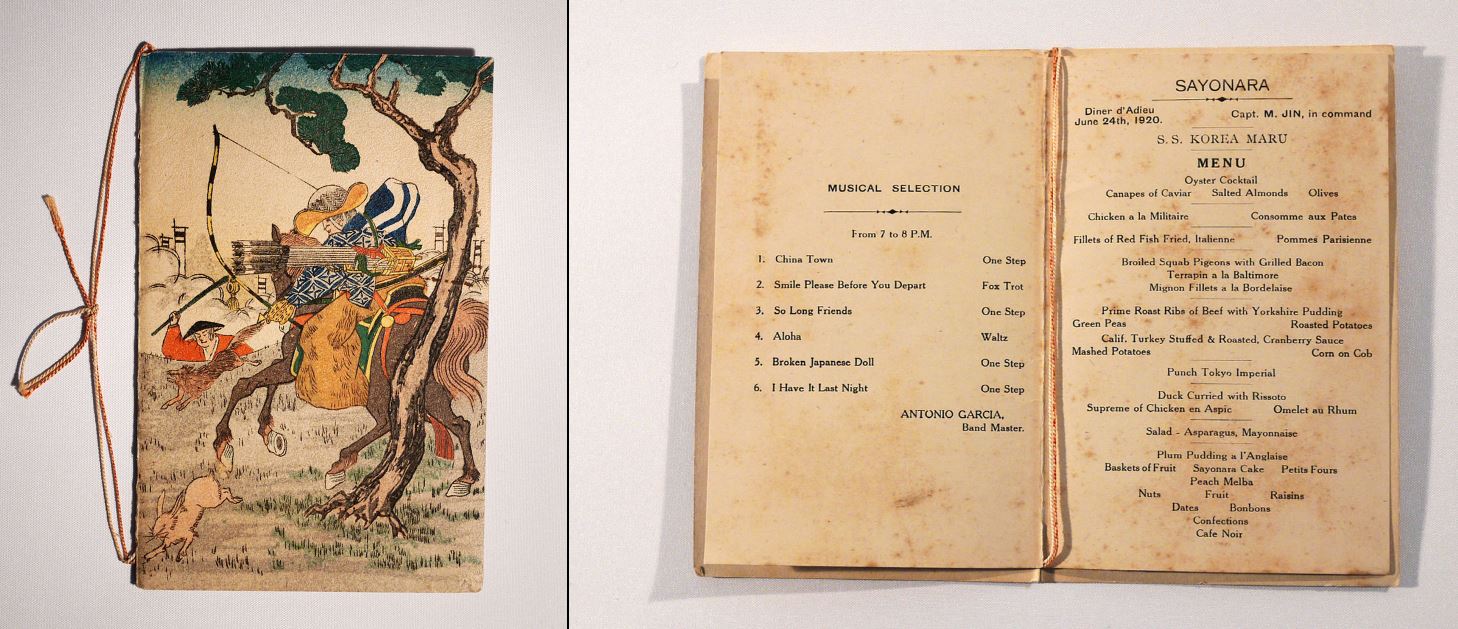 MUSICAL SELECTION
From 7 to 8 P.M.
1. China Town One Step
2. Smile Please Before You Depart Fox Trot
3. So Long Friends One Step
4. Aloha Waltz
5. Broken Japanese Doll One Step
6. I Have It Last Night One Step
ANTONIO GARCIA,
Band Master.
SAYONARA
Diner d'Adieu
June 24th, 1920.
Capt. M. JIN, in command
S. S. KOREA MARU
MENU
Oyster Cocktail
Canapes of Caviar Salted Almonds Olives
Chicken a la Militaire Consomme aux Pates
Fillets of Red Fish Fried, Italienne Pommes Parisienne
Broiled Squab Pigeons with Grilled Bacon
Terrapin a la Baltimore
Mignon Fillets a la Bordelaise
Prime Roast Ribs of Beef with Yorkshire Pudding
Green Peas Roasted Potatoes
Calif. Turkey Stuffed & Roasted, Cranberry Sauce
Mashed Potatoes Corn on Cob
Punch Tokyo Imperial
Duck Curried with Rissoto
Supreme of Chicken en Aspic Omelet au Rhum
Salad - Asparagus, Mayonnaise
Plum Pudding a l'Anglaise
Baskets of Fruit Sayonara Cake Petits Fours
Peach Melba
Nuts Fruit Raisins
Dates Bonbons
Confections
Cafe Noir